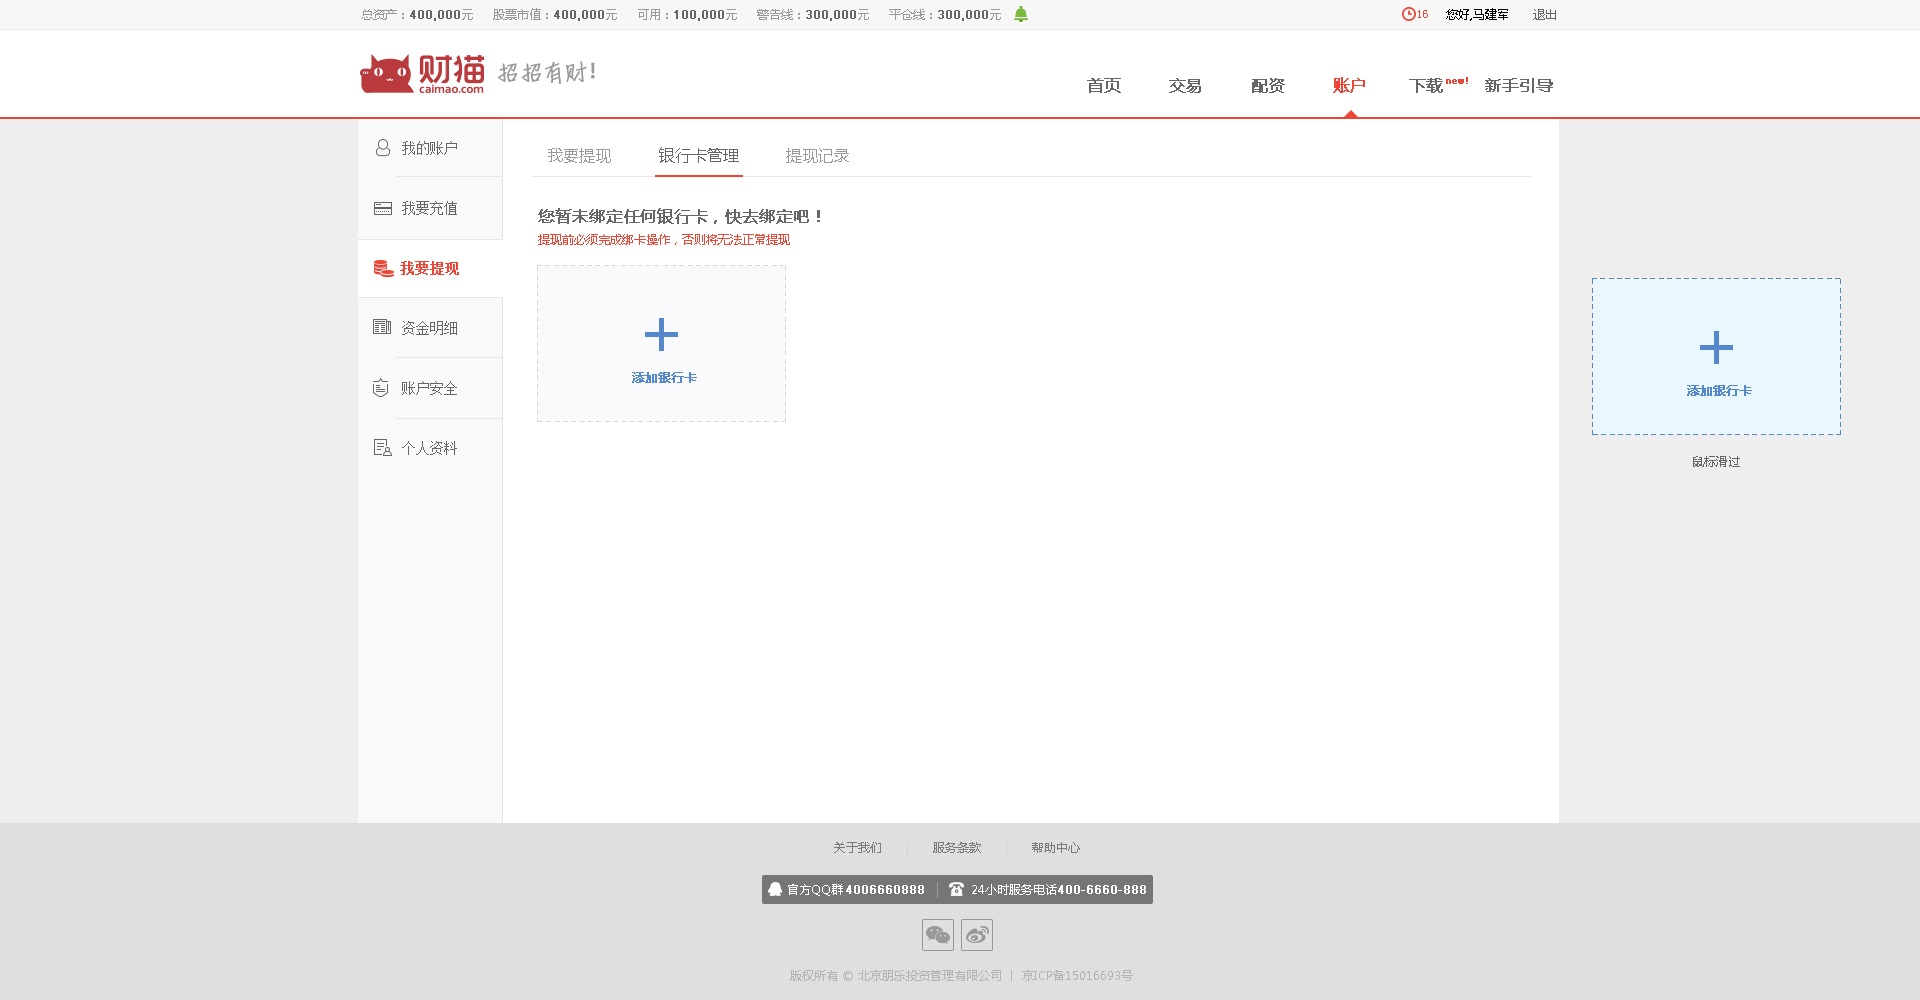 总资产：400,000元 股票市值：400,000元 可用：100,000元 警告线：300,000元 平仓线：300,000元 16 您好,马建军 退出
财猫 招招有财!
caimao.com
首页 交易 配资 账户 下载new! 新手引导
我的账户
我要充值
我要提现
资金明细
账户安全
个人资料
我要提现 银行卡管理 提现记录
您暂未绑定任何银行卡，快去绑定吧！
提现前必须完成绑卡操作，否则将无法正常提现
添加银行卡
添加银行卡
鼠标滑过
关于我们 | 服务条款 | 帮助中心
官方QQ群4006660888 | 24小时服务电话400-6660-888
版权所有 © 北京朋乐投资管理有限公司 | 京ICP备15016693号